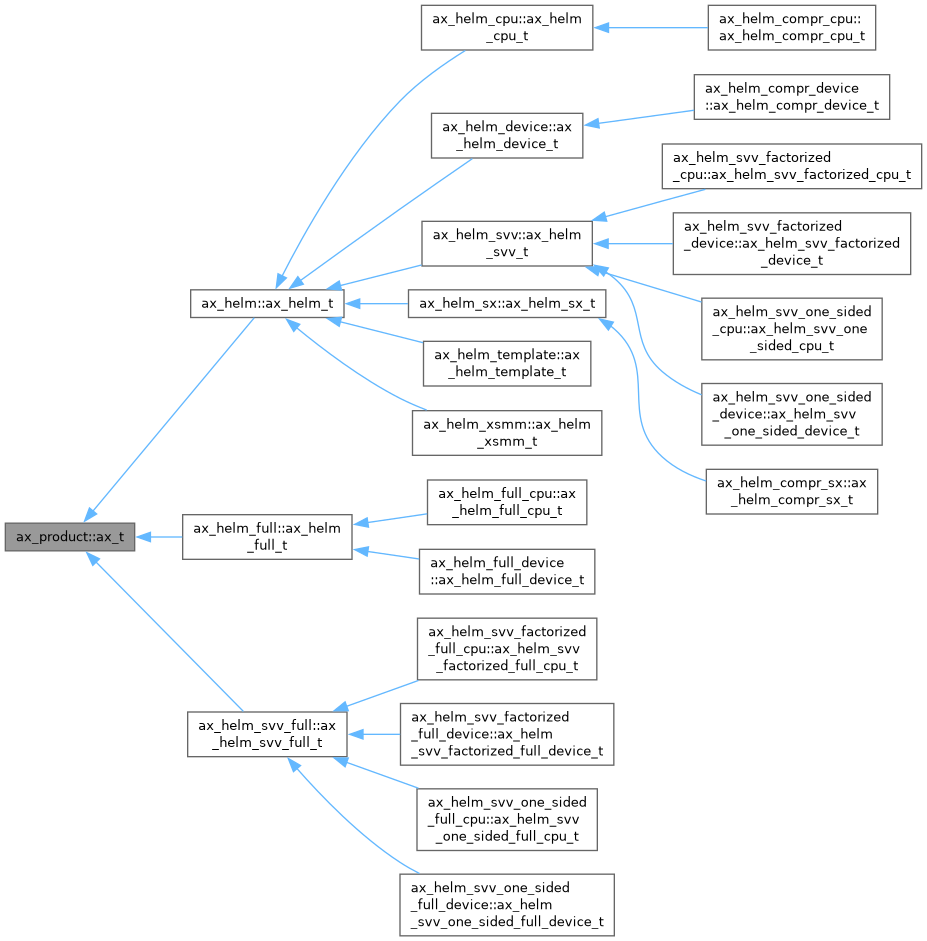 ax_helm_cpu::ax_helm
_cpu_t
ax_helm_compr_cpu::
ax_helm_compr_cpu_t
ax_helm_compr_device
::ax_helm_compr_device_t
ax_helm_device::ax
_helm_device_t
ax_helm_svv_factorized
_cpu::ax_helm_svv_factorized_cpu_t
ax_helm_svv::ax_helm
_svv_t
ax_helm_svv_factorized
_device::ax_helm_svv_factorized
_device_t
ax_helm::ax_helm_t
ax_helm_sx::ax_helm_sx_t
ax_helm_svv_one_sided
_cpu::ax_helm_svv_one
_sided_cpu_t
ax_helm_template::ax
_helm_template_t
ax_helm_svv_one_sided
_device::ax_helm_svv
_one_sided_device_t
ax_helm_xsmm::ax_helm
_xsmm_t
ax_helm_compr_sx::ax
_helm_compr_sx_t
ax_helm_full_cpu::ax
_helm_full_cpu_t
ax_product::ax_t
ax_helm_full::ax_helm
_full_t
ax_helm_full_device
::ax_helm_full_device_t
ax_helm_svv_factorized
_full_cpu::ax_helm_svv
_factorized_full_cpu_t
ax_helm_svv_full::ax
_helm_svv_full_t
ax_helm_svv_factorized
_full_device::ax_helm
_svv_factorized_full_device_t
ax_helm_svv_one_sided
_full_cpu::ax_helm_svv
_one_sided_full_cpu_t
ax_helm_svv_one_sided
_full_device::ax_helm
_svv_one_sided_full_device_t